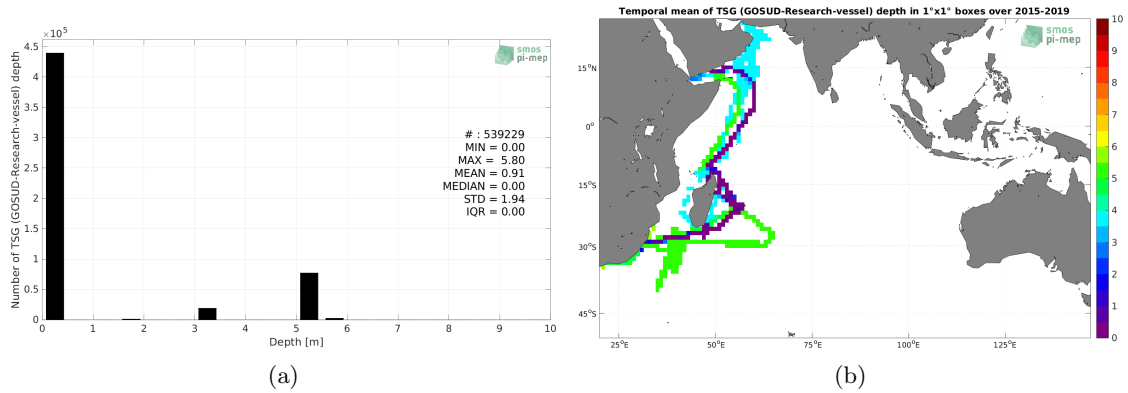 ×10⁵
4.5
4
3.5
3
2.5
2
1.5
1
0.5
0
0 1 2 3 4 5 6 7 8 9 10
Number of TSG (GOSUD-Research-vessel) depth
Depth [m]
smos
pi-mep
# : 539229
MIN = 0.00
MAX = 5.80
MEAN = 0.91
MEDIAN = 0.00
STD = 1.94
IQR = 0.00
(a)
Temporal mean of TSG (GOSUD-Research-vessel) depth in 1°x1° boxes over 2015-2019
smos
pi-mep
15°N
0°
15°S
30°S
45°S
25°E 50°E 75°E 100°E 125°E
10
9
8
7
6
5
4
3
2
1
0
(b)